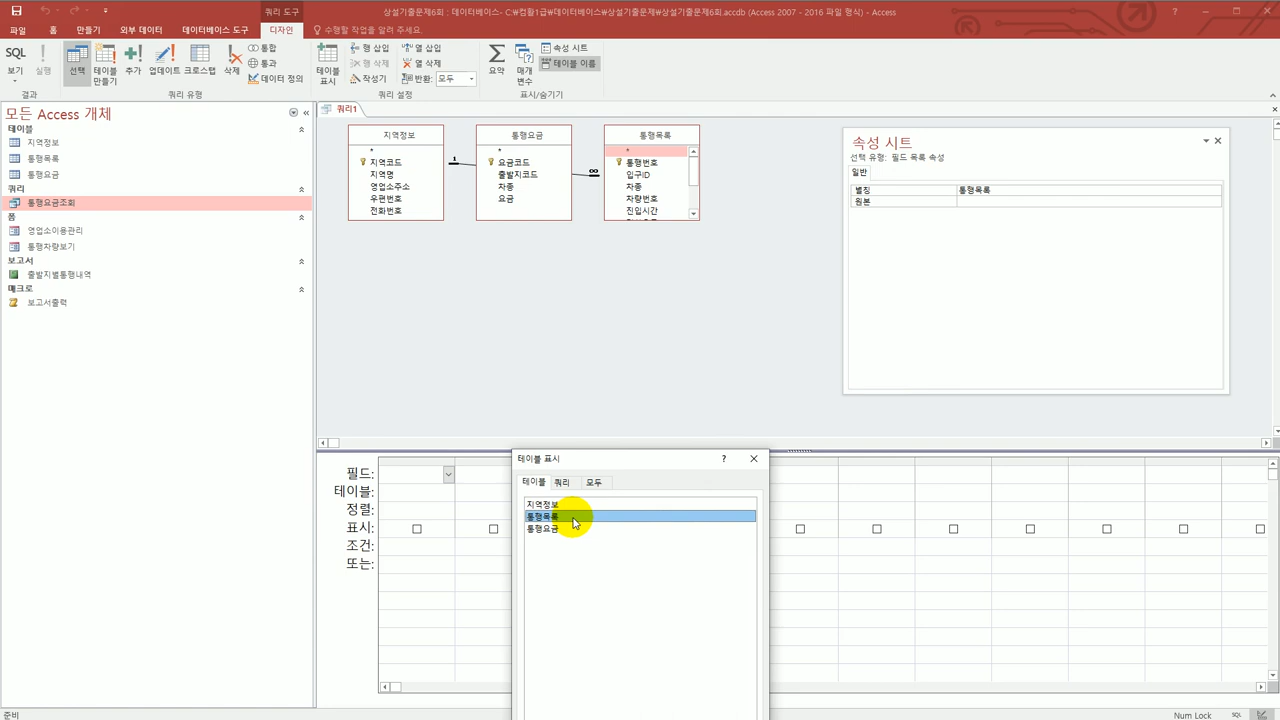 쿼리 도구
상설기출문제6회 : 데이터베이스- C:₩컴활1급₩데이터베이스₩상설기출문제₩상설기출문제6회.accdb (Access 2007 - 2016 파일 형식) - Access
파일 홈 만들기 외부 데이터 데이터베이스 도구 디자인 수행할 작업을 알려 주세요.
SQL 보기
실행
선택
테이블 만들기
추가
업데이트
크로스탭
삭제
통합
통과
데이터 정의
테이블 표시
행 삽입
행 삭제
작성기
열 삽입
열 삭제
반환: 모두
요약
매개 변수
속성 시트
테이블 이름
결과
쿼리 유형
쿼리 설정
표시/숨기기
모든 Access 개체
테이블
지역정보
통행목록
통행요금
쿼리
통행요금조회
폼
영업소이용관리
통행차량보기
보고서
출발지별통행내역
매크로
보고서출력
쿼리1
지역정보
*
지역코드
지역명
영업소주소
우편번호
전화번호
1
통행요금
*
요금코드
출발지코드
차종
요금
∞
통행목록
*
통행번호
입구ID
차종
차량번호
진입시간
속성 시트
선택 유형: 필드 목록 속성
일반
별칭 통행목록
원본
필드:
테이블:
정렬:
표시:
조건:
또는:
테이블 표시
?
테이블 쿼리 모두
지역정보
통행목록
통행요금
준비
Num Lock
SQL